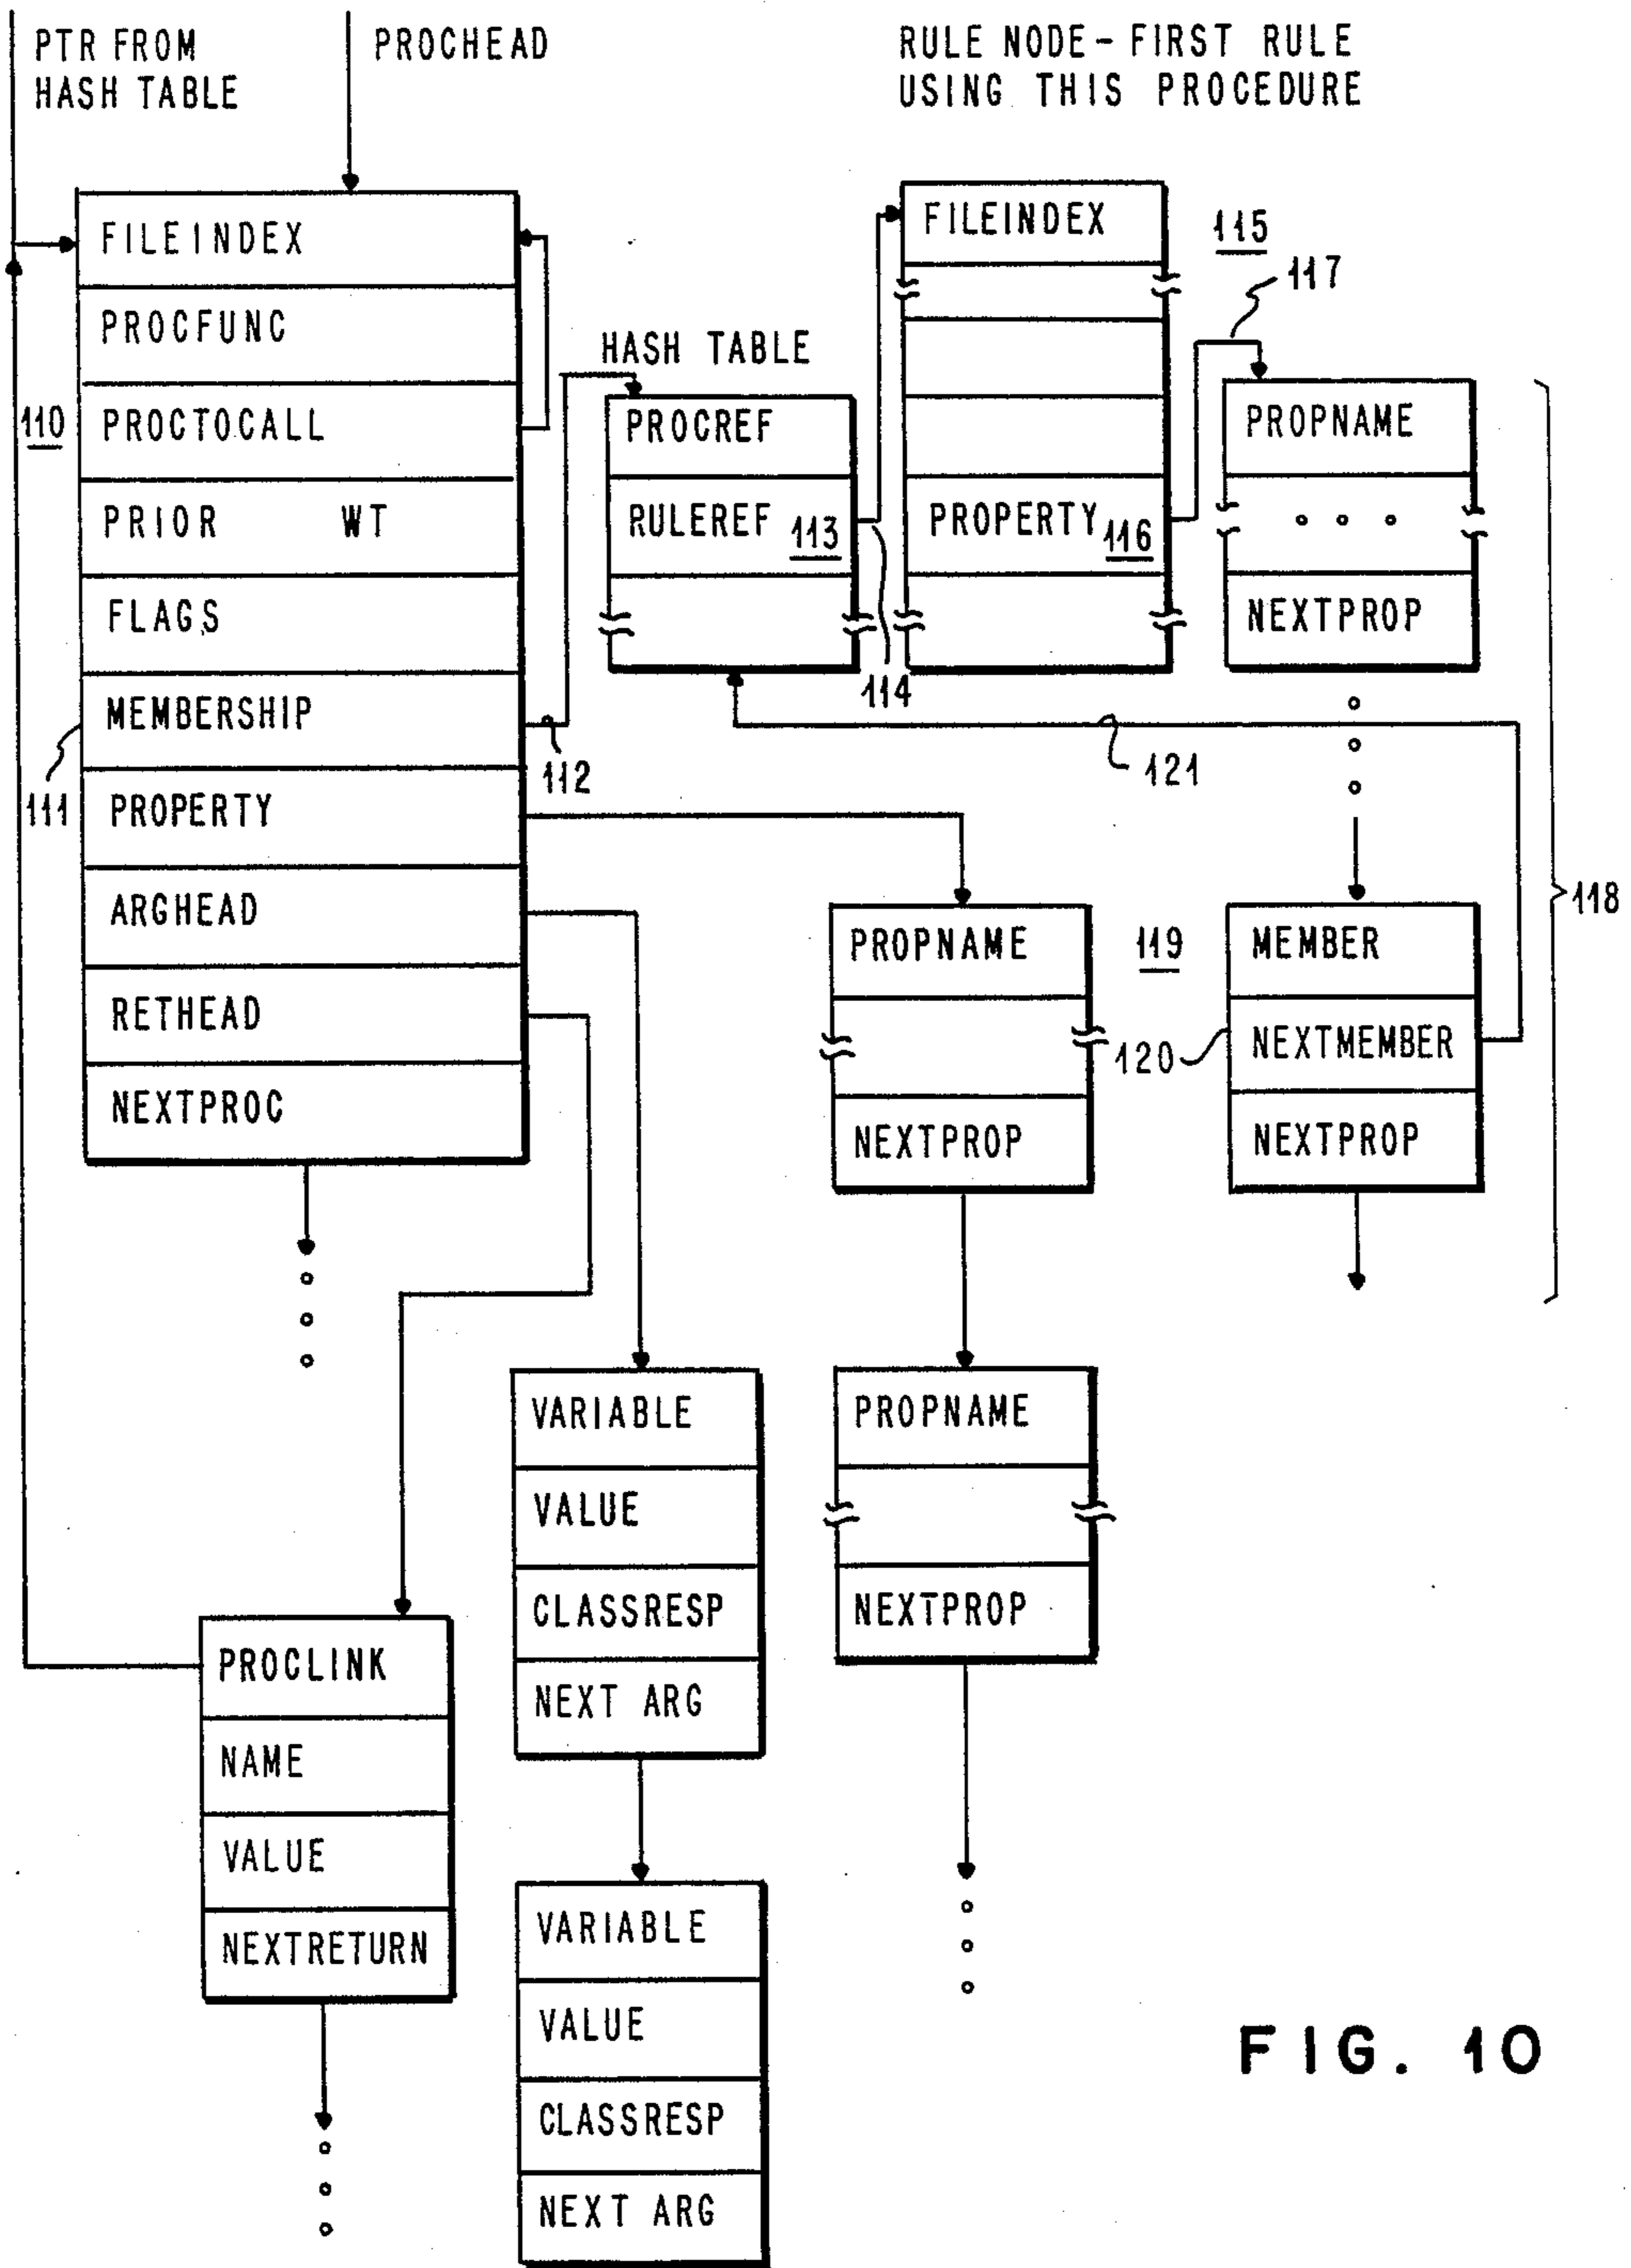 PTR FROM
HASH TABLE
PROCHEAD
RULE NODE-FIRST RULE
USING THIS PROCEDURE
FILEINDEX
PROCFUNC
110
PROCTOCALL
PRIOR WT
FLAGS
MEMBERSHIP
111
112
PROPERTY
ARGHEAD
RETHEAD
NEXTPROC
HASH TABLE
PROCREF
RULEREF 113
114
FILEINDEX
115
117
PROPERTY 116
PROPNAME
NEXTPROP
121
118
PROPNAME
119
NEXTPROP
MEMBER
120
NEXTMEMBER
NEXTPROP
PROPNAME
NEXTPROP
VARIABLE
VALUE
CLASSRESP
NEXT ARG
PROCLINK
NAME
VALUE
NEXTRETURN
VARIABLE
VALUE
CLASSRESP
NEXT ARG
FIG. 10